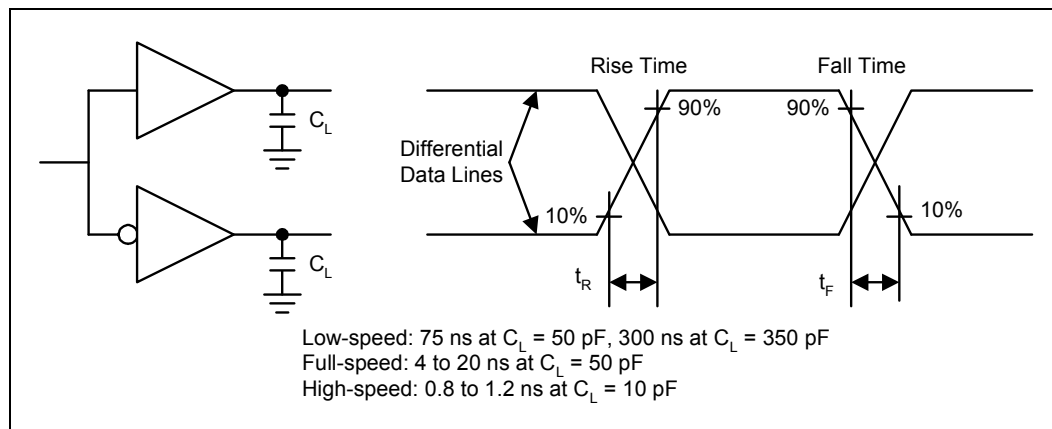 Rise Time
Fall Time
C_L
90%
90%
Differential
Data Lines
10%
10%
C_L
t_R
t_F
Low-speed: 75 ns at C_L = 50 pF, 300 ns at C_L = 350 pF
Full-speed: 4 to 20 ns at C_L = 50 pF
High-speed: 0.8 to 1.2 ns at C_L = 10 pF